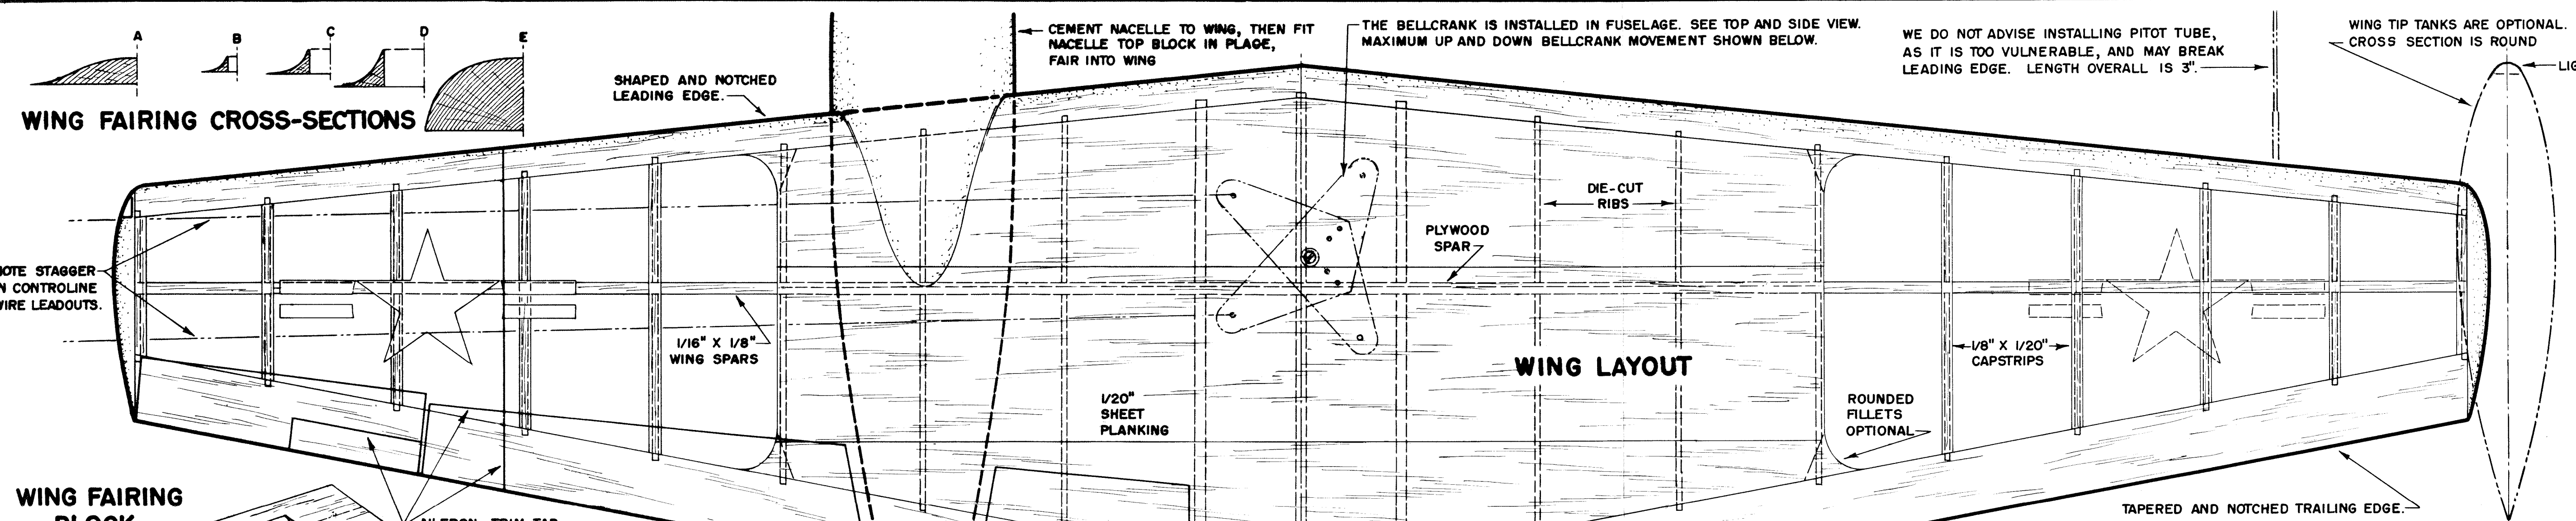 A
B
C
D
E
WING FAIRING CROSS-SECTIONS
SHAPED AND NOTCHED
LEADING EDGE.
CEMENT NACELLE TO WING, THEN FIT
NACELLE TOP BLOCK IN PLACE,
FAIR INTO WING
THE BELLCRANK IS INSTALLED IN FUSELAGE. SEE TOP AND SIDE VIEW.
MAXIMUM UP AND DOWN BELLCRANK MOVEMENT SHOWN BELOW.
WE DO NOT ADVISE INSTALLING PITOT TUBE,
AS IT IS TOO VULNERABLE, AND MAY BREAK
LEADING EDGE. LENGTH OVERALL IS 3".
WING TIP TANKS ARE OPTIONAL.
CROSS SECTION IS ROUND
STAGGER
CONTROLINE
LEADOUTS.
DIE-CUT
RIBS
PLYWOOD
SPAR
1/16" X 1/8"
WING SPARS
WING LAYOUT
1/8" X 1/20"
CAPSTRIPS
1/20"
SHEET
PLANKING
ROUNDED
FILLETS
OPTIONAL
WING FAIRING
BLOCK
TAPERED AND NOTCHED TRAILING EDGE.